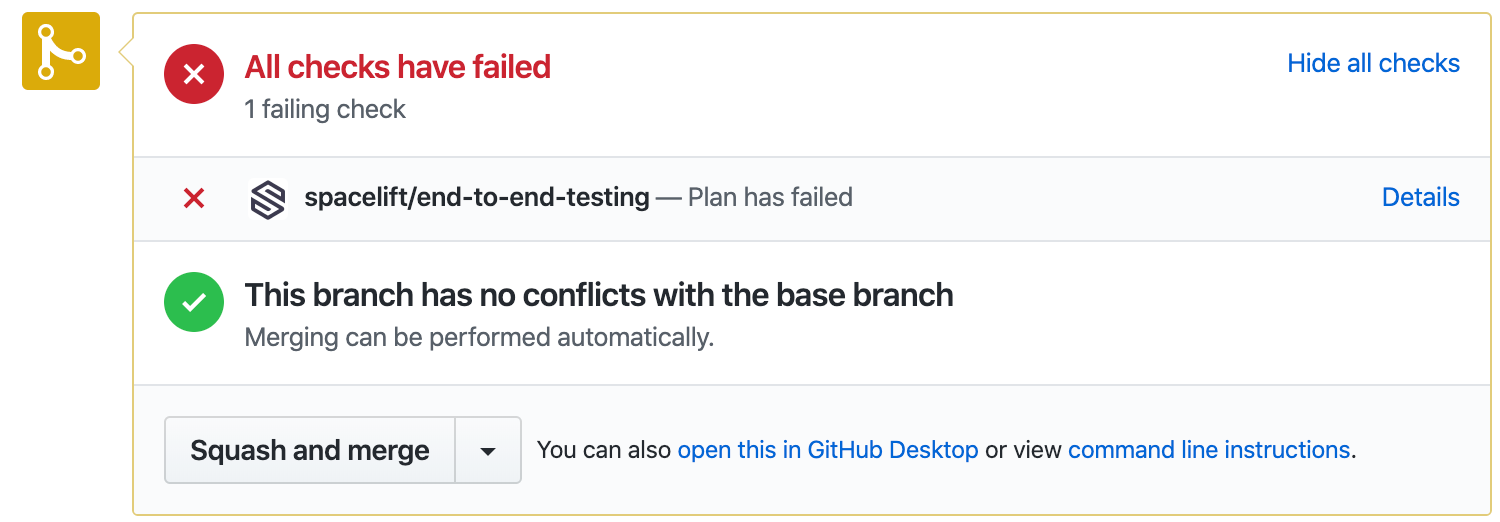 All checks have failed
Hide all checks
1 failing check
spacelift/end-to-end-testing — Plan has failed
Details
This branch has no conflicts with the base branch
Merging can be performed automatically.
Squash and merge
You can also open this in GitHub Desktop or view command line instructions.